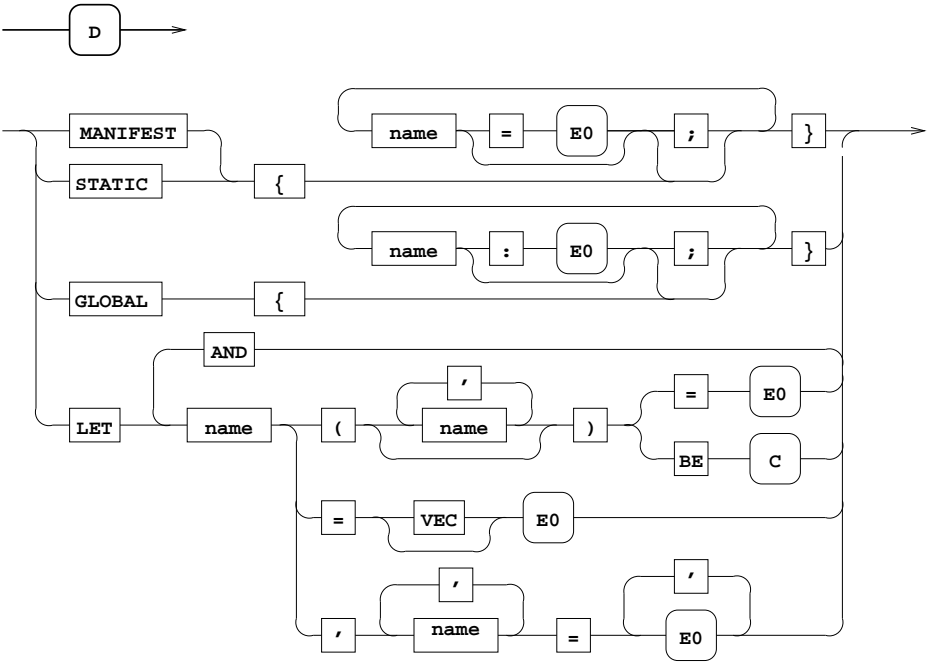 D
MANIFEST name = E0 ; }
STATIC {
name : E0 ; }
GLOBAL {
AND
, = E0
LET name ( name )
BE C
= VEC E0
, ,
, name = E0